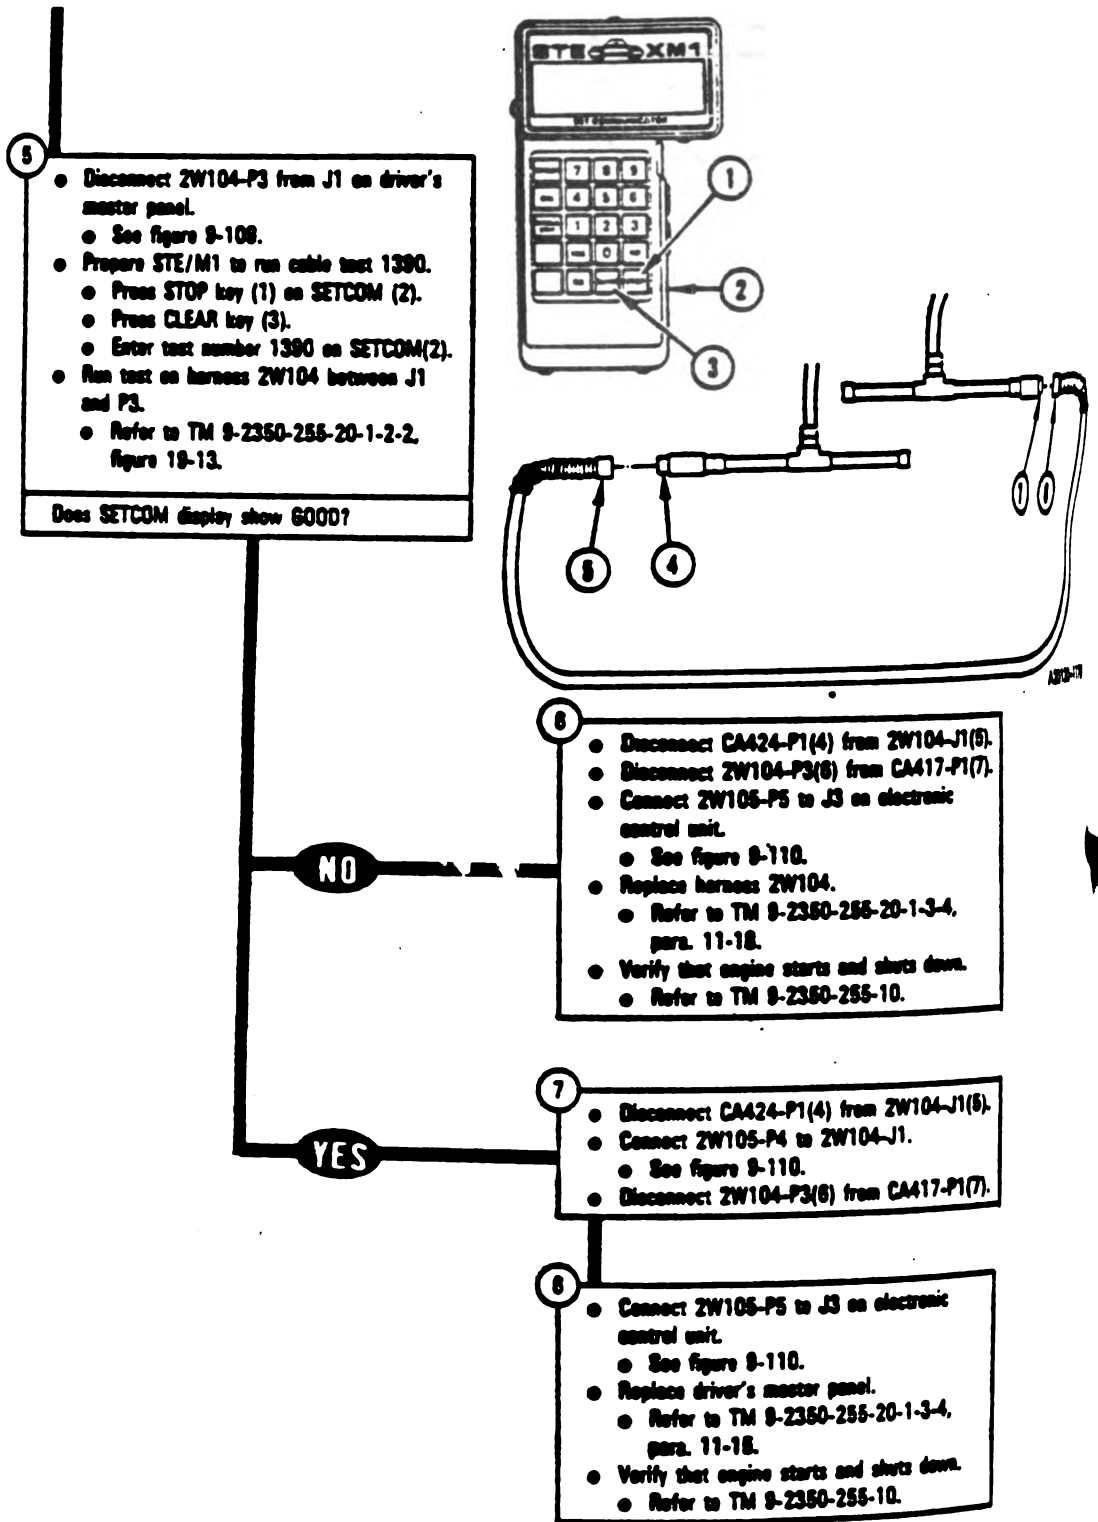 STE XM1
7 8 9
4 5 6
1 2 3
0
1
2
3
5
● Disconnect 2W104-P3 from J1 on driver's
master panel.
● See figure 9-109.
● Prepare STE/M1 to run cable test 1390.
● Press STOP key (1) on SETCOM (2).
● Press CLEAR key (3).
● Enter test number 1390 on SETCOM(2).
● Run test on harness 2W104 between J1
and P3.
● Refer to TM 9-2350-255-20-1-2-2,
figure 19-13.
Does SETCOM display show GOOD?
5
4
7
6
● Disconnect CA424-P1(4) from 2W104-J1(5).
● Disconnect 2W104-P3(6) from CA417-P1(7).
● Connect 2W105-P5 to J3 on electronic
control unit.
● See figure 9-110.
● Replace harness 2W104.
● Refer to TM 9-2350-255-20-1-3-4,
para. 11-18.
● Verify that engine starts and shuts down.
● Refer to TM 9-2350-255-10.
NO
7
● Disconnect CA424-P1(4) from 2W104-J1(5).
● Connect 2W105-P4 to 2W104-J1.
● See figure 9-110.
● Disconnect 2W104-P3(6) from CA417-P1(7).
YES
8
● Connect 2W105-P5 to J3 on electronic
control unit.
● See figure 9-110.
● Replace driver's master panel.
● Refer to TM 9-2350-255-20-1-3-4,
para. 11-15.
● Verify that engine starts and shuts down.
● Refer to TM 9-2350-255-10.